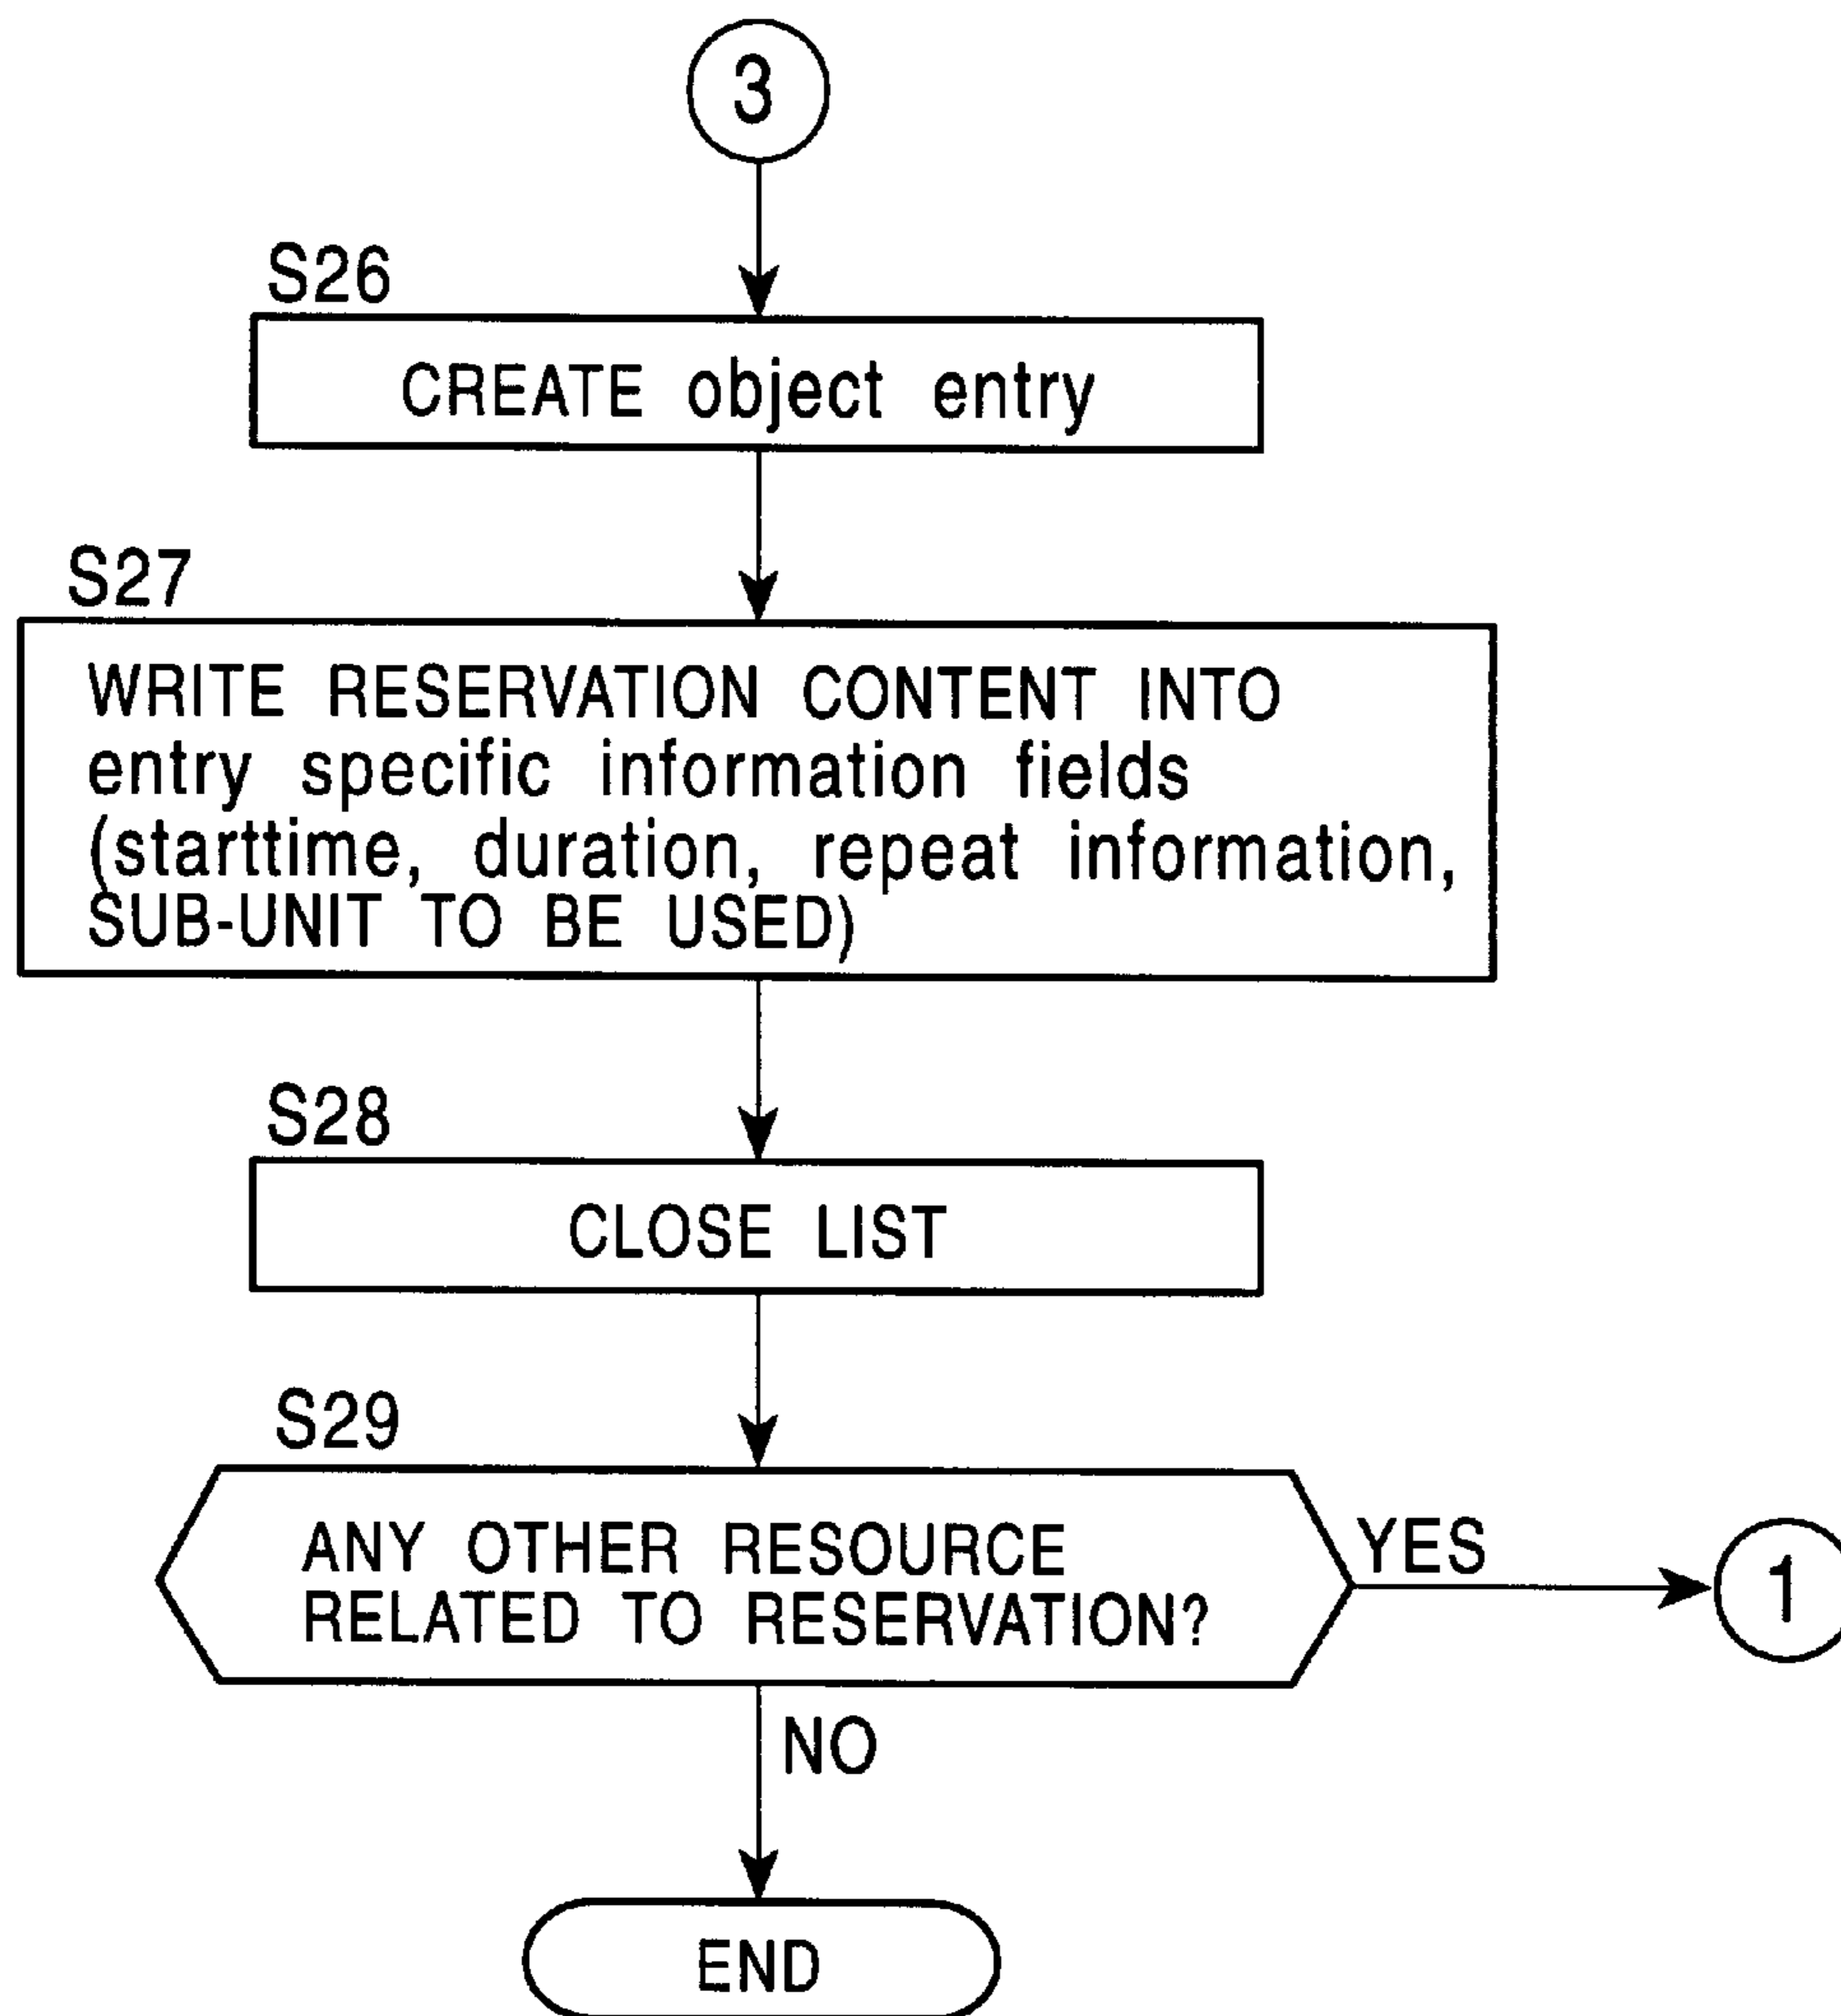 3
S26
CREATE object entry
S27
WRITE RESERVATION CONTENT INTO
entry specific information fields
(starttime, duration, repeat information,
SUB-UNIT TO BE USED)
S28
CLOSE LIST
S29
ANY OTHER RESOURCE
RELATED TO RESERVATION?
YES
1
NO
END